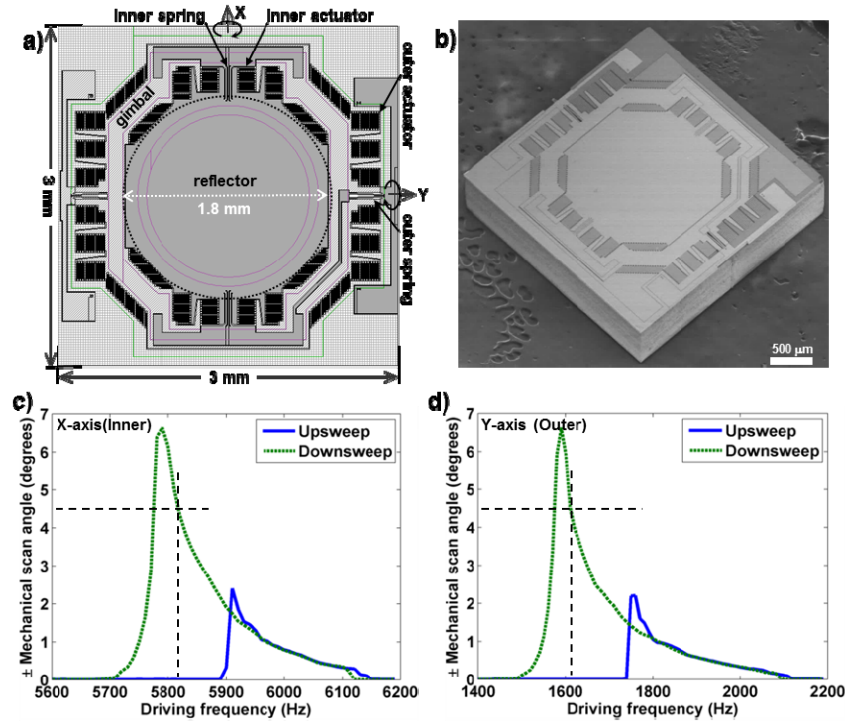 a)
inner spring
X
inner actuator
outer actuator
gimbal
reflector
1.8 mm
Y
outer spring
3 mm
3 mm
b)
500 µm
c)
X-axis(Inner)
Upsweep
Downsweep
± Mechanical scan angle (degrees)
7
6
5
4
3
2
1
0
5600 5700 5800 5900 6000 6100 6200
Driving frequency (Hz)
d)
Y-axis (Outer)
Upsweep
Downsweep
± Mechanical scan angle (degrees)
7
6
5
4
3
2
1
0
1400 1600 1800 2000 2200
Driving frequency (Hz)